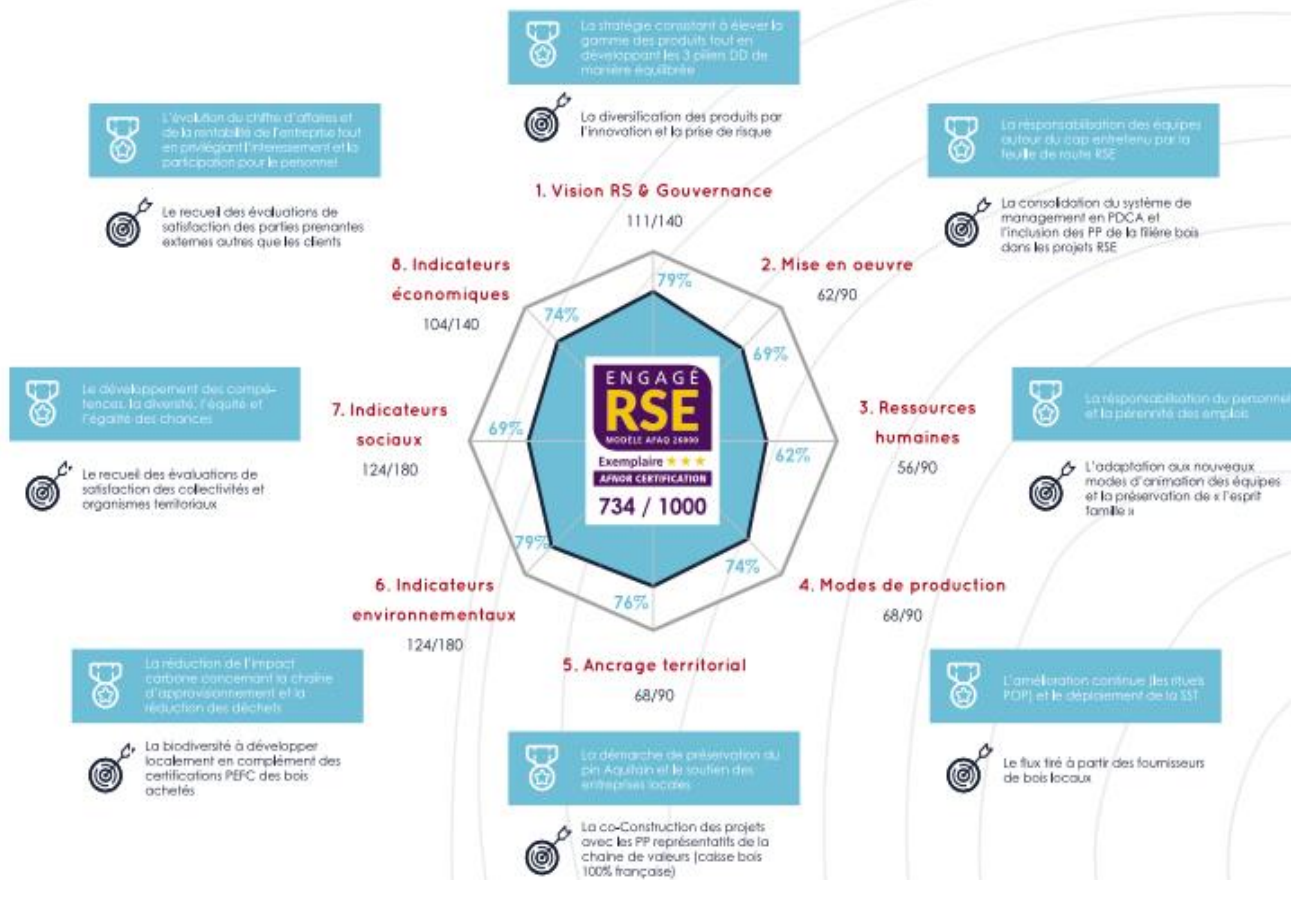 La stratégie consistant à élever la
gamme des produits tout en
développant les 3 piliers DD de
manière équilibrée
La diversification des produits par
l'innovation et la prise de risque
1. Vision RS & Gouvernance
111/140
79%
La résponsabilisation des équipes
autour du cap entretenu par la
feuille de route RSE
La consolidation du système de
management en PDCA et
l'inclusion des PP de la filière bois
dans les projets RSE
2. Mise en oeuvre
62/90
69%
La résponsabilisation du personnel
et la pérennité des emplois
L'adaptation aux nouveaux
modes d'animation des équipes
et la préservation de « l'esprit
famille »
3. Ressources
humaines
56/90
62%
L'amélioration continue (les rituels
POP) et le déploiement de la SST
Le flux tiré à partir des fournisseurs
de bois locaux
4. Modes de production
68/90
74%
5. Ancrage territorial
68/90
76%
La démarche de préservation du
pin Aquitain et le soutien des
entreprises locales
La co-Construction des projets
avec les PP représentatifs de la
chaine de valeurs (caisse bois
100% française)
6. Indicateurs
environnementaux
124/180
79%
La réduction de l'impact
carbone concernant la chaîne
d'approvisionnement et la
réduction des déchets
La biodiversité à développer
localement en complément des
certifications PEFC des bois
achetés
7. Indicateurs
sociaux
124/180
69%
Le développement des compé-
tences, la diversité, l'équité et
l'égalité des chances
Le recueil des évaluations de
satisfaction des collectivités et
organismes territoriaux
8. Indicateurs
économiques
104/140
74%
L'évolution du chiffre d'affaires et
de la rentabilité de l'entreprise tout
en privilégiant l'interessement et la
participation pour le personnel
Le recueil des évaluations de
satisfaction des parties prenantes
externes autres que les clients
ENGAGÉ
RSE
MODÈLE AFAQ 26000
Exemplaire
AFNOR CERTIFICATION
734 / 1000